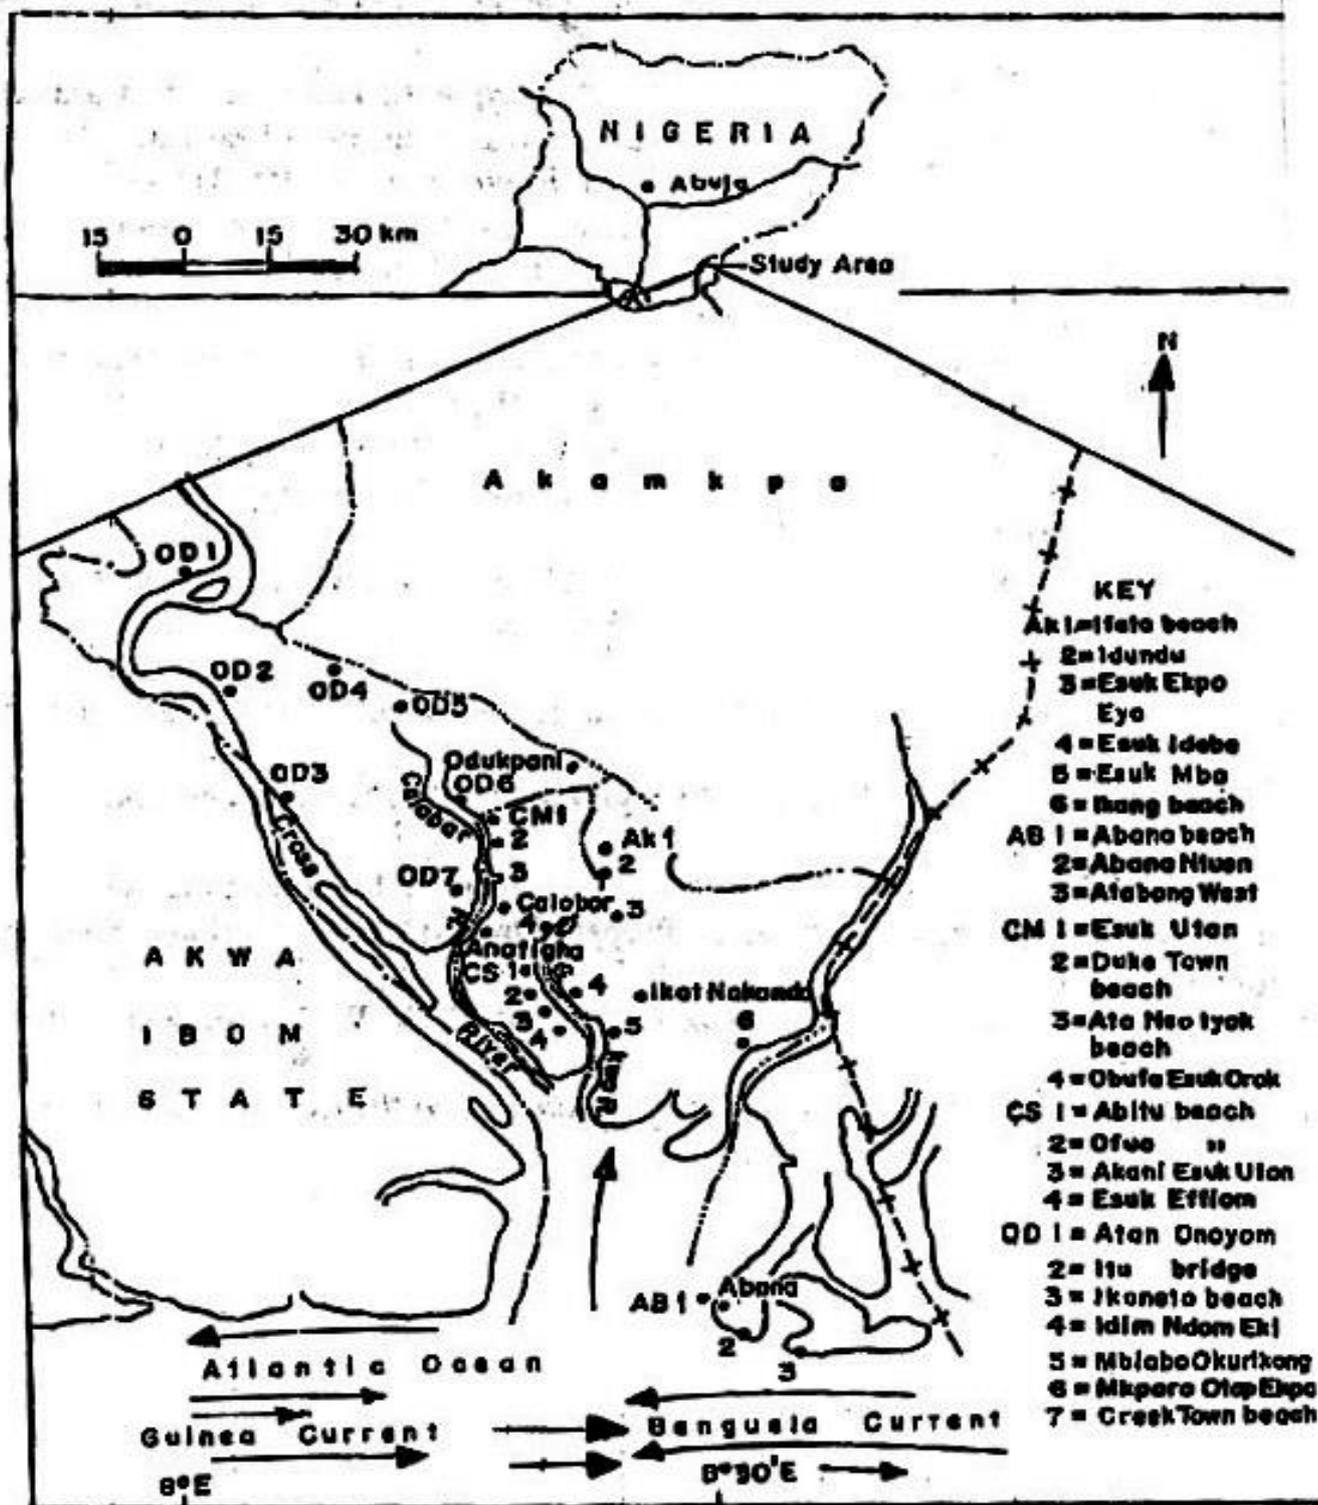 NIGERIA
Abuja
15 0 15 30 km
Study Area
N
Akamkpa
OD1
OD2
OD4
OD5
Odukpani
OD6
OD3
Calabar
CM1
2
Ak1
2
Cross
OD7
3
R.
Calabar
3
4
Anatigha
CS 1
2
4
Ikot Nakanda
3
4
5
6
River
R.
AKWA
IBOM
STATE
AB 1
Abana
2
3
Atlantic Ocean
Guinea Current
Benguela Current
8°E
8°30'E
KEY
Ak 1=Ifata beach
2=Idundu
3=Esuk Ekpo
Eyo
4=Esuk Idebe
5=Esuk Mba
6=Ikang beach
AB 1=Abana beach
2=Abana Ntuen
3=Atabong West
CM 1=Esuk Utan
2=Duke Town
beach
3=Ata Nso Iyak
beach
4=Obufa Esuk Orok
CS 1=Abitu beach
2=Ofuo "
3=Akani Esuk Utan
4=Esuk Effiom
OD 1=Atan Onoyom
2=Itu bridge
3=Ikoneto beach
4=Idim Ndom Eki
5=Mbiabo Okurikang
6=Mkpara Otop Ekpo
7=Creek Town beach